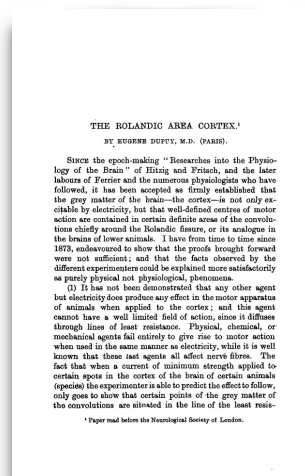 THE ROLANDIC AREA CORTEX.¹
BY EUGENE DUPUY, M.D. (PARIS).
SINCE the epoch-making "Researches into the Physio-
logy of the Brain" of Hitzig and Fritsch, and the later
labours of Ferrier and the numerous physiologists who have
followed, it has been accepted as firmly established that
the grey matter of the brain—the cortex—is not only ex-
citable by electricity, but that well-defined centres of motor
action are contained in certain definite areas of the convolu-
tions chiefly around the Rolandic fissure, or its analogue in
the brains of lower animals. I have from time to time since
1873, endeavoured to show that the proofs brought forward
were not sufficient; and that the facts observed by the
different experimenters could be explained more satisfactorily
as purely physical not physiological, phenomena.
(1) It has not been demonstrated that any other agent
but electricity does produce any effect in the motor apparatus
of animals when applied to the cortex; and this agent
cannot have a well limited field of action, since it diffuses
through lines of least resistance. Physical, chemical, or
mechanical agents fail entirely to give rise to motor action
when used in the same manner as electricity, while it is well
known that these last agents all affect nerve fibres. The
fact that when a current of minimum strength applied to
certain spots in the cortex of the brain of certain animals
(species) the experimenter is able to predict the effect to follow,
only goes to show that certain points of the grey matter of
the convolutions are situated in the line of the least resis-
¹ Paper read before the Neurological Society of London.